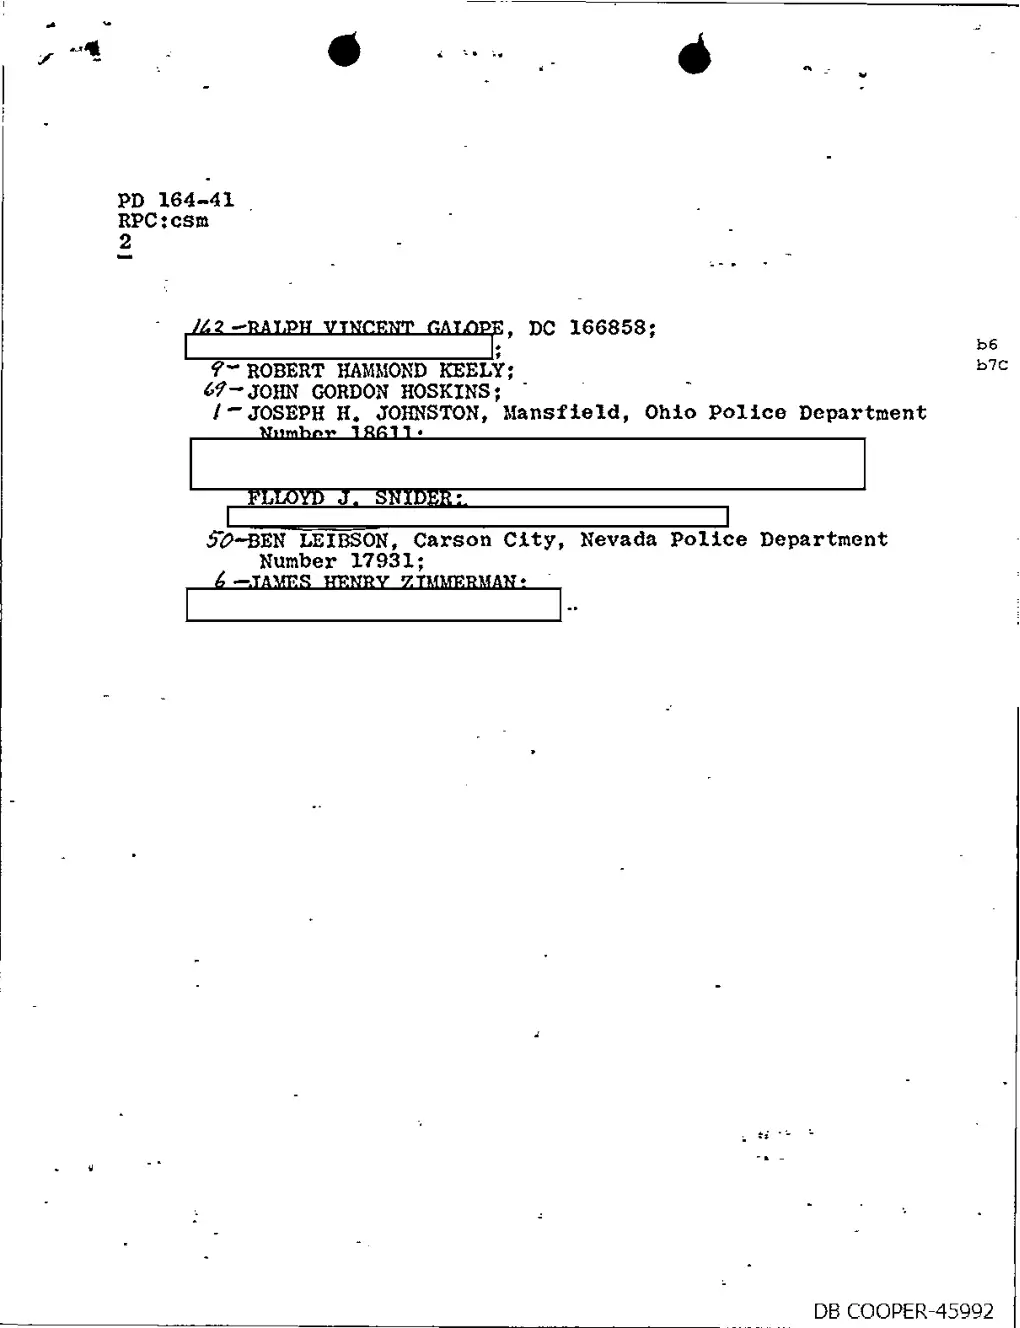 PD 164-41
RPC:csm
2
162-RALPH VINCENT GALOPE, DC 166858;
;
b6
9-ROBERT HAMMOND KEELY;
b7C
69-JOHN GORDON HOSKINS;
1-JOSEPH H. JOHNSTON, Mansfield, Ohio Police Department
Number 18611;
FLLOYD J. SNIDER;
50-BEN LEIBSON, Carson City, Nevada Police Department
Number 17931;
6-JAMES HENRY ZIMMERMAN;
DB COOPER-45992